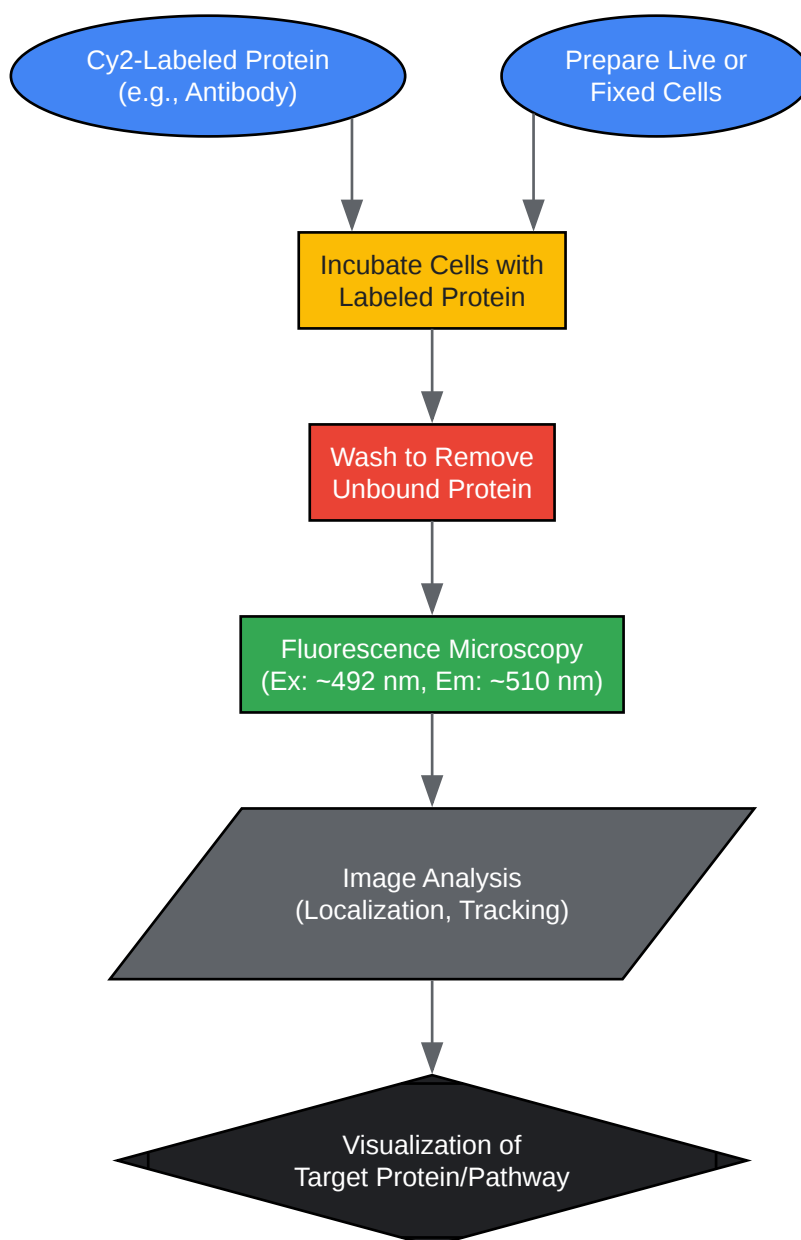 Cy2-Labeled Protein
(e.g., Antibody)
Prepare Live or
Fixed Cells
Incubate Cells with
Labeled Protein
Wash to Remove
Unbound Protein
Fluorescence Microscopy
(Ex: ~492 nm, Em: ~510 nm)
Image Analysis
(Localization, Tracking)
Visualization of
Target Protein/Pathway